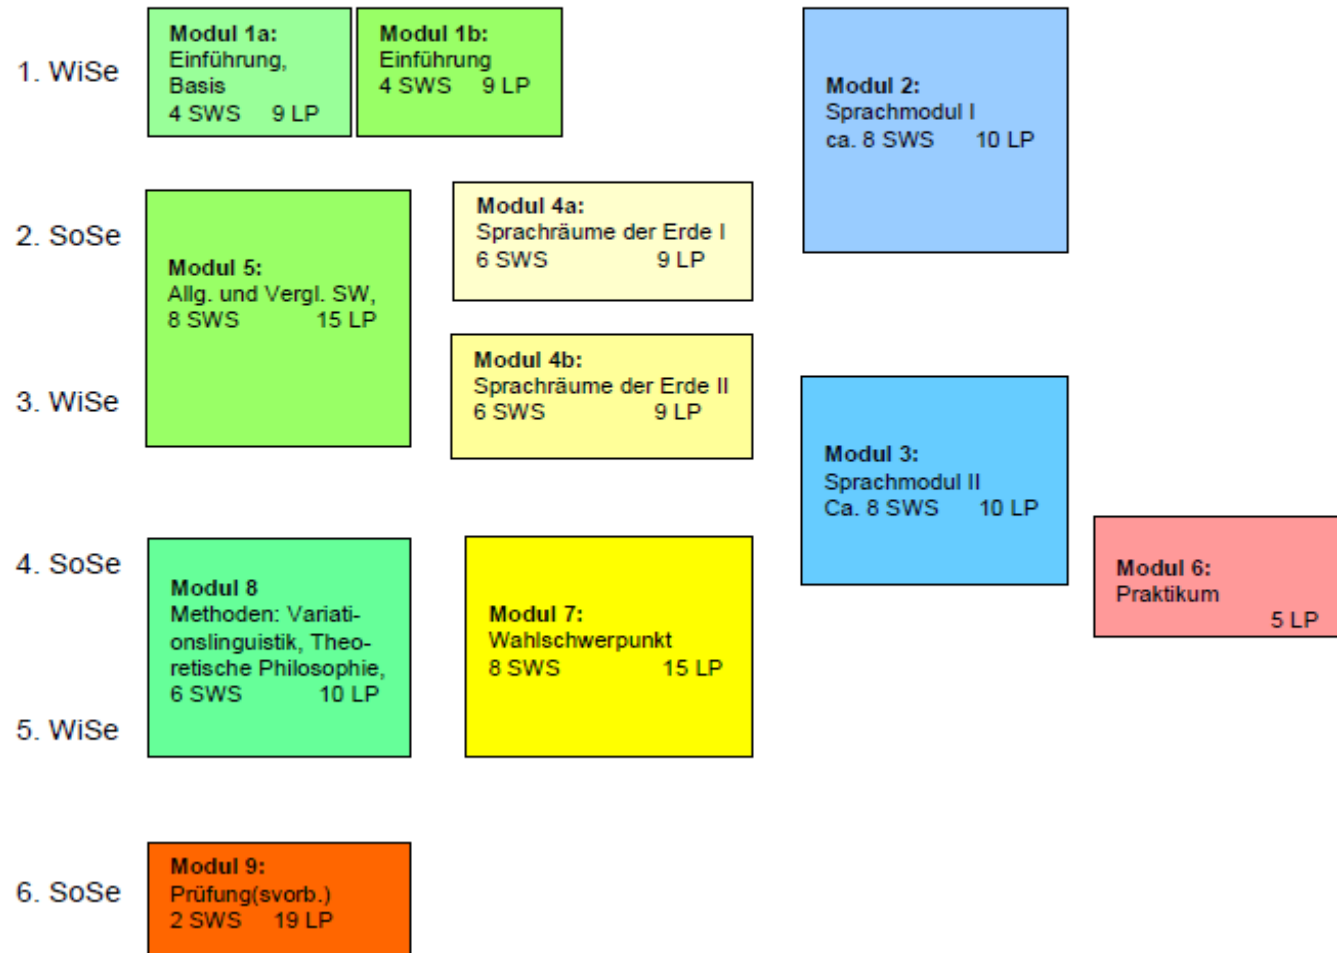 1. WiSe
Modul 1a:
Einführung,
Basis
4 SWS 9 LP
Modul 1b:
Einführung
4 SWS 9 LP
Modul 2:
Sprachmodul I
ca. 8 SWS 10 LP
2. SoSe
Modul 5:
Allg. und Vergl. SW,
8 SWS 15 LP
Modul 4a:
Sprachräume der Erde I
6 SWS 9 LP
3. WiSe
Modul 4b:
Sprachräume der Erde II
6 SWS 9 LP
Modul 3:
Sprachmodul II
Ca. 8 SWS 10 LP
4. SoSe
Modul 8
Methoden: Variati-
onslinguistik, Theo-
retische Philosophie,
6 SWS 10 LP
Modul 7:
Wahlschwerpunkt
8 SWS 15 LP
Modul 6:
Praktikum
5 LP
5. WiSe
6. SoSe
Modul 9:
Prüfung(svorb.)
2 SWS 19 LP